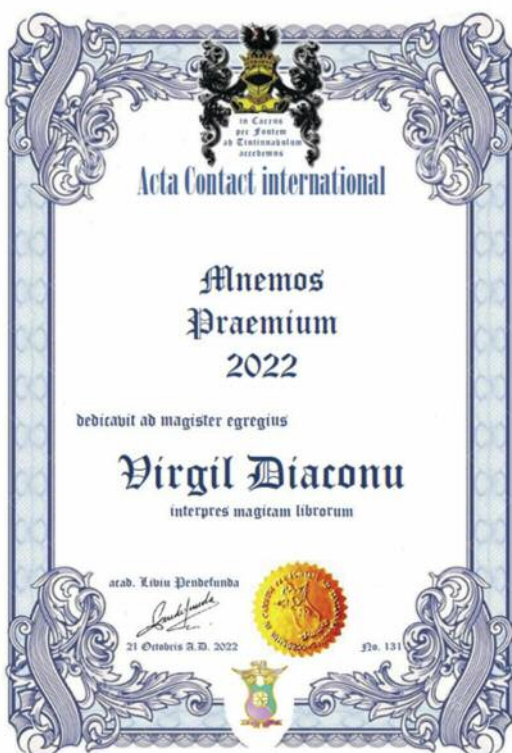 in Carrus
per Fontem
ad Tintinnabulum
accedemus
Acta Contact international
Mnemos
Praemium
2022
dedicavit ad magister egregius
Virgil Diaconu
interpres magicam librorum
acad. Liviu Pendefunda
21 Octobris A.D. 2022
No. 131